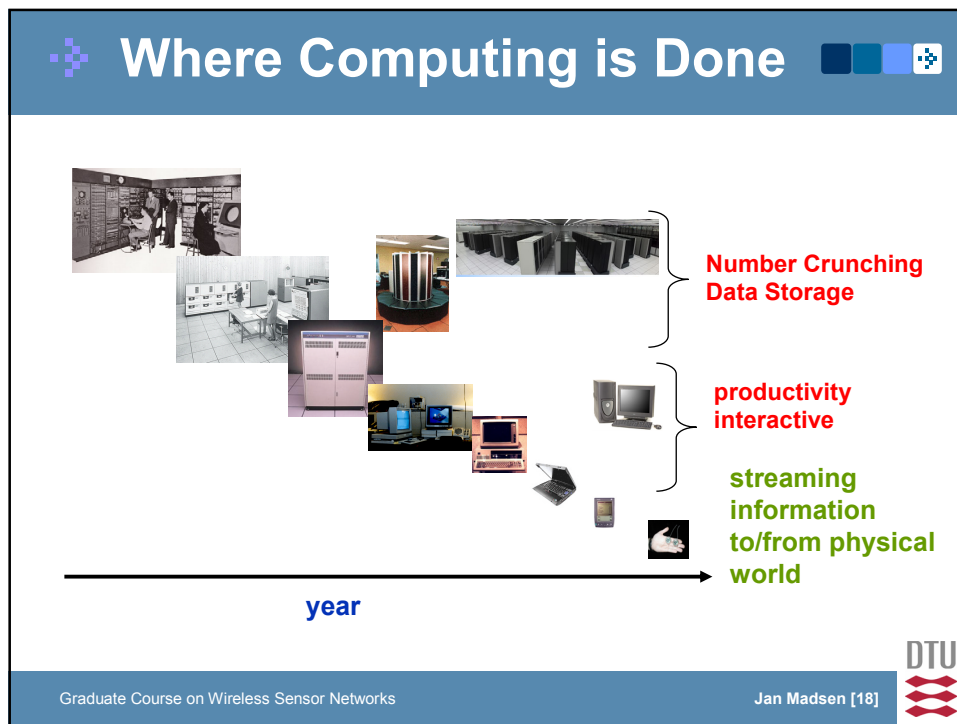 Where Computing is Done
Number Crunching
Data Storage
productivity
interactive
streaming
information
to/from physical
world
year
Graduate Course on Wireless Sensor Networks
Jan Madsen [18]
DTU